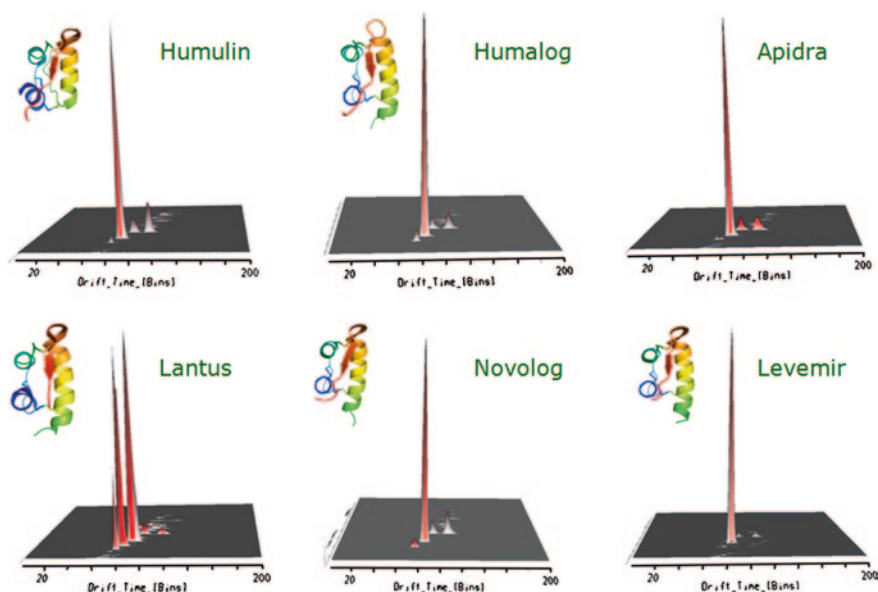 Humulin
20
200
Drift_Time_[Bins]
Humalog
20
200
Drift_Time_[Bins]
Apidra
20
200
Drift_Time_[Bins]
Lantus
20
200
Drift_Time_[Bins]
Novolog
20
200
Drift_Time_[Bins]
Levemir
20
200
Drift_Time_[Bins]